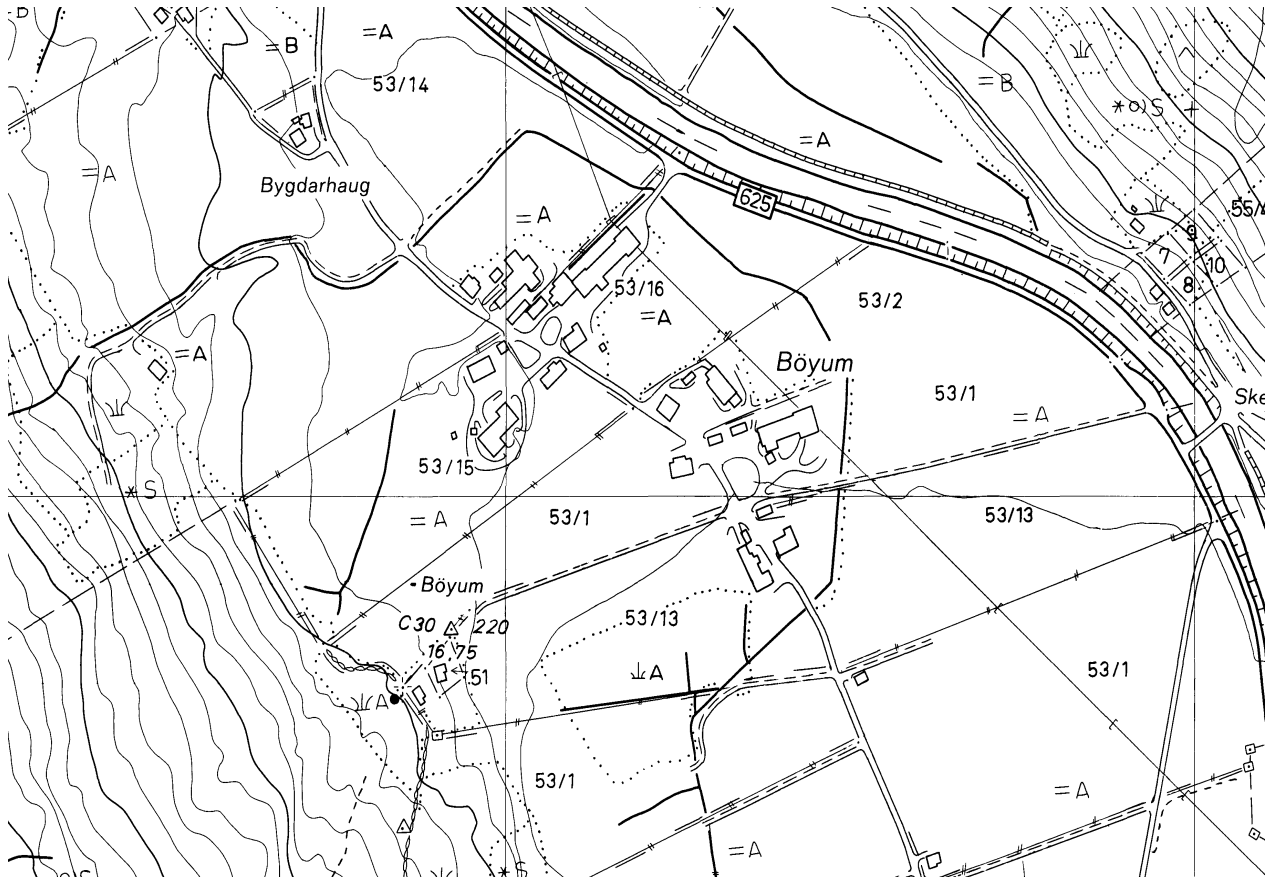 B
=B
=A
53/14
=B
*o)S
=A
=A
Bygdarhaug
625
55/
9
=A
7
10
8
53/16
=A
53/2
=A
Böyum
53/1
Ske
=A
53/15
*S
=A
53/1
53/13
Böyum
C30
220
53/13
16
75
51
A
A
53/1
53/1
=A
=A
*S